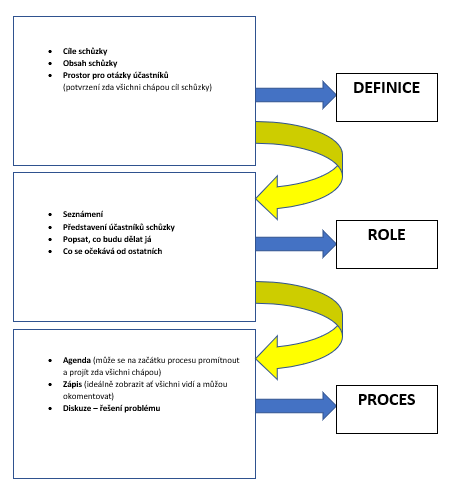 • Cíle schůzky
• Obsah schůzky
• Prostor pro otázky účastníků
(potvrzení zda všichni chápou cíl schůzky)
DEFINICE
• Seznámení
• Představení účastníků schůzky
• Popsat, co budu dělat já
• Co se očekává od ostatních
ROLE
• Agenda (může se na začátku procesu promítnout
a projít zda všichni chápou)
• Zápis (ideálně zobrazit ať všichni vidí a můžou
okomentovat)
• Diskuze – řešení problému
PROCES